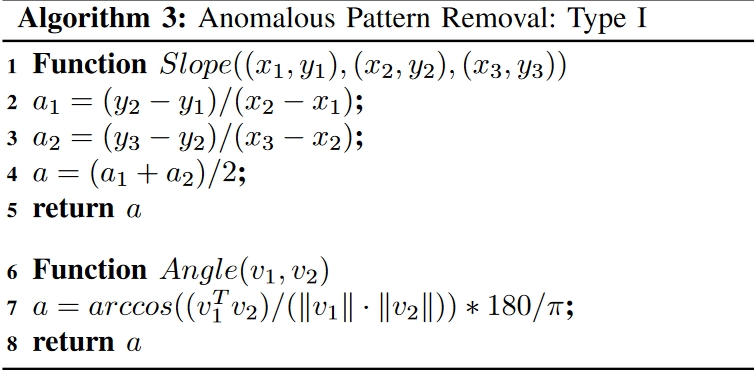 Algorithm 3: Anomalous Pattern Removal: Type I
1 Function Slope((x₁, y₁), (x₂, y₂), (x₃, y₃))
2 a₁ = (y₂ − y₁)/(x₂ − x₁);
3 a₂ = (y₃ − y₂)/(x₃ − x₂);
4 a = (a₁ + a₂)/2;
5 return a
6 Function Angle(v₁, v₂)
7 a = arccos((v₁ᵀv₂)/(‖v₁‖ · ‖v₂‖)) ∗ 180/π;
8 return a